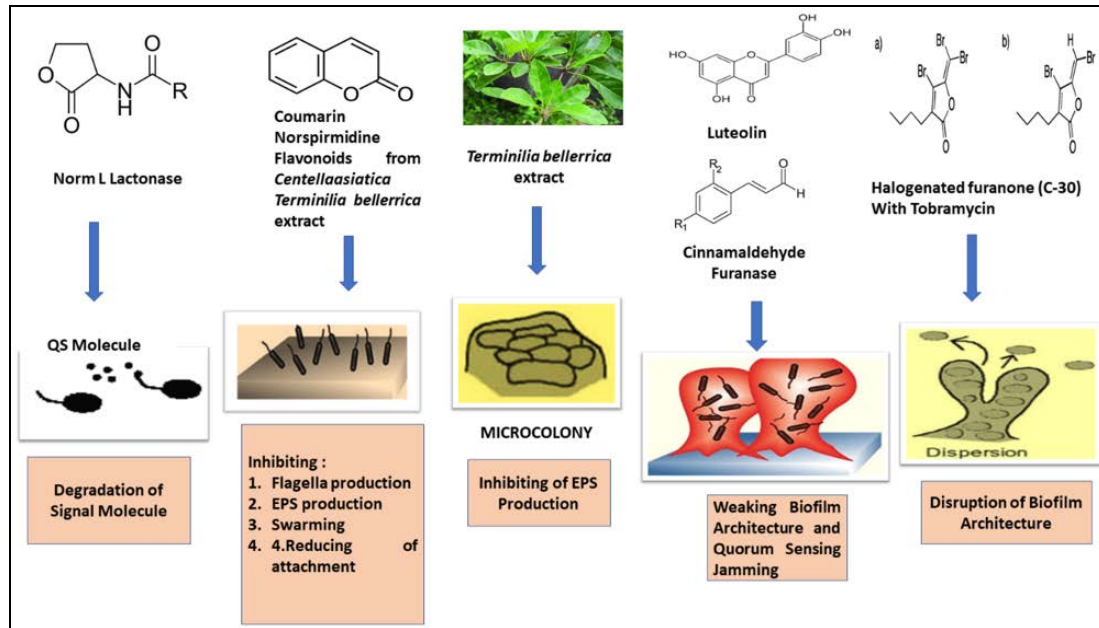 O
O
N
H
O
R
Norm L Lactonase
QS Molecule
Degradation of
Signal Molecule
O
O
Coumarin
Norspirmidine
Flavonoids from
Centellaasiatica
Terminilia bellerrica
extract
Inhibiting :
1. Flagella production
2. EPS production
3. Swarming
4. 4.Reducing of
attachment
Terminilia bellerrica
extract
MICROCOLONY
Inhibiting of EPS
Production
OH
OH
HO
O
OH
O
Luteolin
R2
O
H
R1
Cinnamaldehyde
Furanase
Weaking Biofilm
Architecture and
Quorum Sensing
Jamming
a)
Br
Br
Br
O
O
b)
H
Br
Br
O
O
Halogenated furanone (C-30)
With Tobramycin
Dispersion
Disruption of Biofilm
Architecture